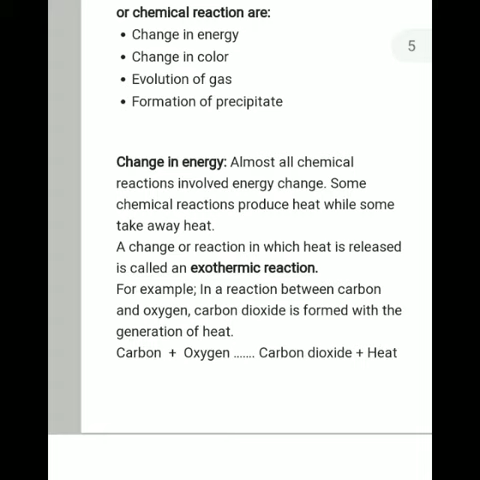 or chemical reaction are:
• Change in energy
5
• Change in color
• Evolution of gas
• Formation of precipitate
Change in energy: Almost all chemical
reactions involved energy change. Some
chemical reactions produce heat while some
take away heat.
A change or reaction in which heat is released
is called an exothermic reaction.
For example; In a reaction between carbon
and oxygen, carbon dioxide is formed with the
generation of heat.
Carbon + Oxygen ....... Carbon dioxide + Heat